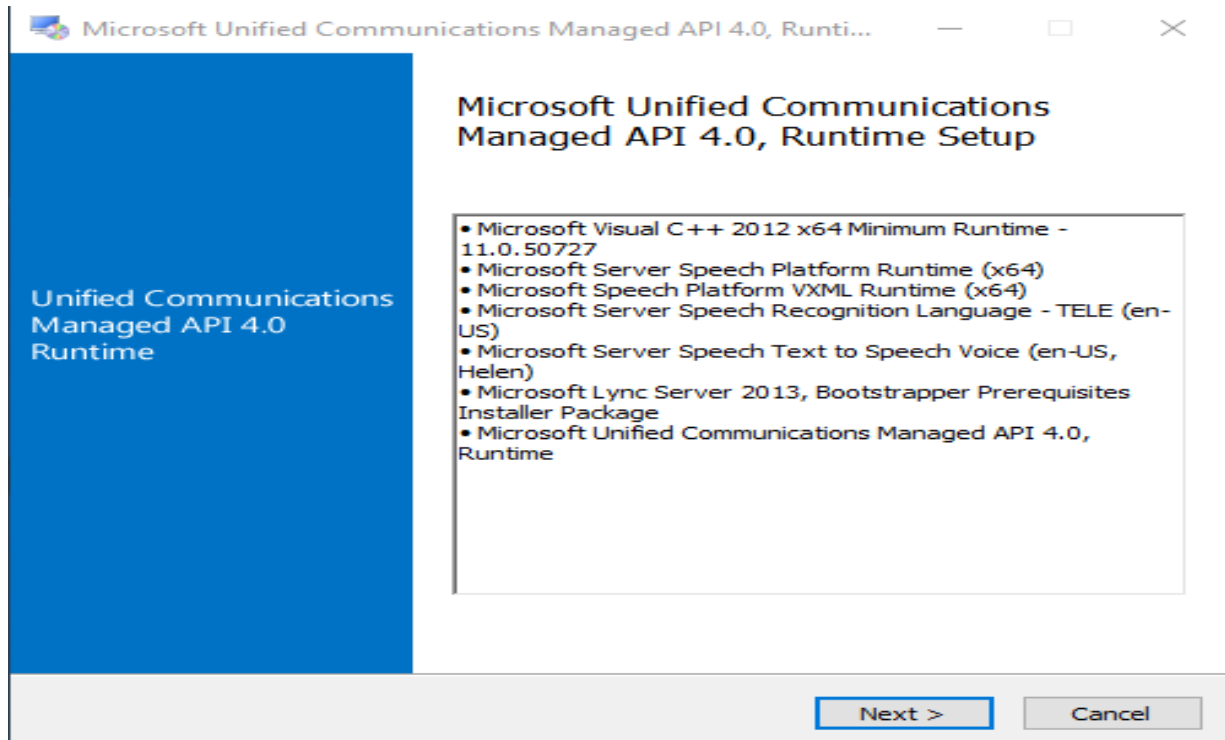 Microsoft Unified Communications Managed API 4.0, Runti...
Unified Communications
Managed API 4.0
Runtime
Microsoft Unified Communications
Managed API 4.0, Runtime Setup
• Microsoft Visual C++ 2012 x64 Minimum Runtime -
11.0.50727
• Microsoft Server Speech Platform Runtime (x64)
• Microsoft Speech Platform VXML Runtime (x64)
• Microsoft Server Speech Recognition Language - TELE (en-
US)
• Microsoft Server Speech Text to Speech Voice (en-US,
Helen)
• Microsoft Lync Server 2013, Bootstrapper Prerequisites
Installer Package
• Microsoft Unified Communications Managed API 4.0,
Runtime
Next >
Cancel